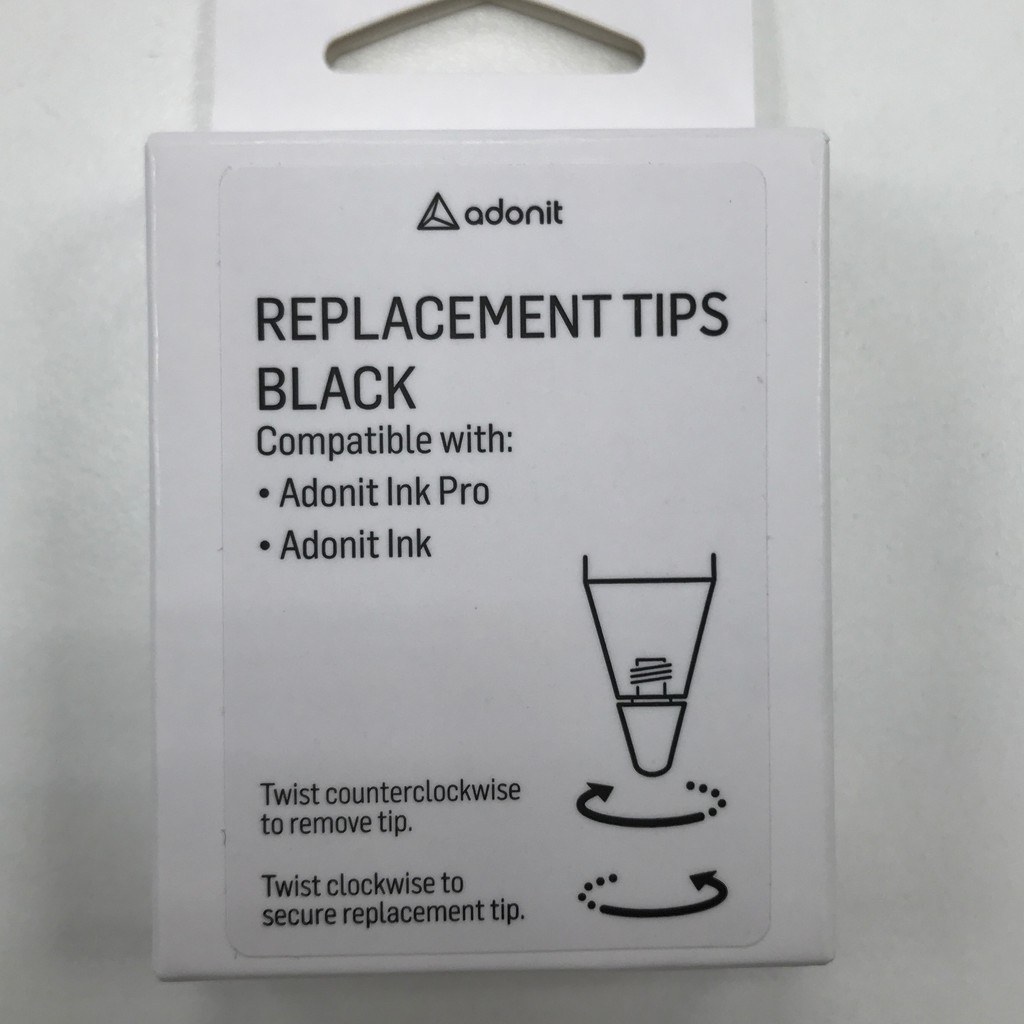 adonit
REPLACEMENT TIPS
BLACK
Compatible with:
• Adonit Ink Pro
• Adonit Ink
Twist counterclockwise
to remove tip.
Twist clockwise to
secure replacement tip.